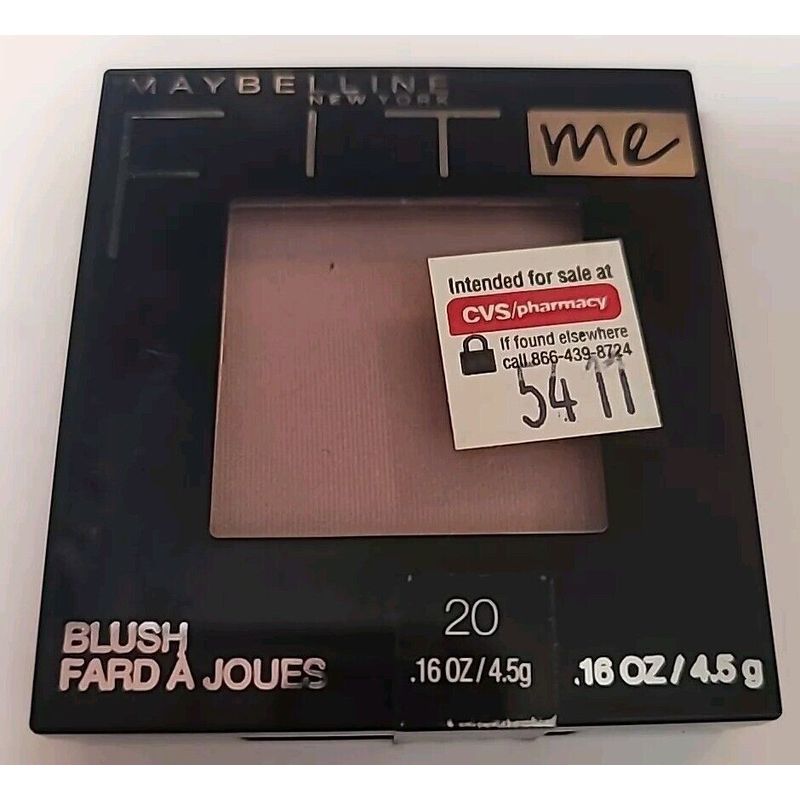 MAYBELLINE
NEW YORK
FIT me
Intended for sale at
CVS/pharmacy
If found elsewhere
call 866-439-8724
5411
BLUSH
FARD À JOUES
20
.16 OZ/4.5g
.16 OZ/4.5 g